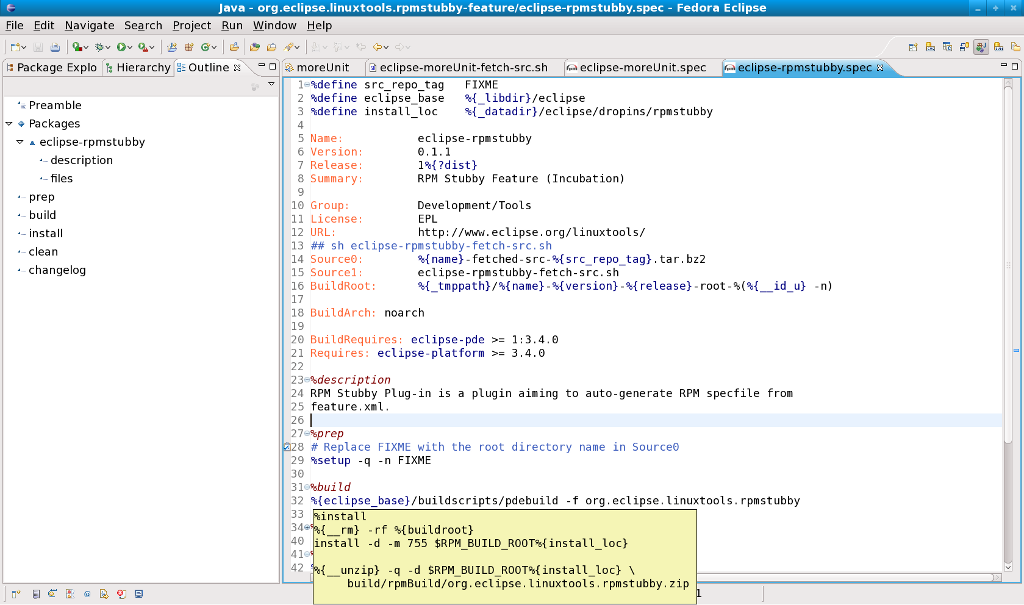 Java - org.eclipse.linuxtools.rpmstubby-feature/eclipse-rpmstubby.spec - Fedora Eclipse
File Edit Navigate Search Project Run Window Help
Package Explo Hierarchy Outline
moreUnit eclipse-moreUnit-fetch-src.sh eclipse-moreUnit.spec eclipse-rpmstubby.spec
Preamble
Packages
eclipse-rpmstubby
description
files
prep
build
install
clean
changelog
1 %define src_repo_tag   FIXME
2 %define eclipse_base   %{_libdir}/eclipse
3 %define install_loc    %{_datadir}/eclipse/dropins/rpmstubby
4
5 Name:           eclipse-rpmstubby
6 Version:        0.1.1
7 Release:        1%{?dist}
8 Summary:        RPM Stubby Feature (Incubation)
9
10 Group:          Development/Tools
11 License:        EPL
12 URL:            http://www.eclipse.org/linuxtools/
13 ## sh eclipse-rpmstubby-fetch-src.sh
14 Source0:        %{name}-fetched-src-%{src_repo_tag}.tar.bz2
15 Source1:        eclipse-rpmstubby-fetch-src.sh
16 BuildRoot:      %{_tmppath}/%{name}-%{version}-%{release}-root-%(%{__id_u} -n)
17
18 BuildArch: noarch
19
20 BuildRequires: eclipse-pde >= 1:3.4.0
21 Requires: eclipse-platform >= 3.4.0
22
23 %description
24 RPM Stubby Plug-in is a plugin aiming to auto-generate RPM specfile from
25 feature.xml.
26
27 %prep
28 # Replace FIXME with the root directory name in Source0
29 %setup -q -n FIXME
30
31 %build
32 %{eclipse_base}/buildscripts/pdebuild -f org.eclipse.linuxtools.rpmstubby
33
34
40
41
42
%install
%{__rm} -rf %{buildroot}
install -d -m 755 $RPM_BUILD_ROOT%{install_loc}
%{__unzip} -q -d $RPM_BUILD_ROOT%{install_loc} \
build/rpmBuild/org.eclipse.linuxtools.rpmstubby.zip
1